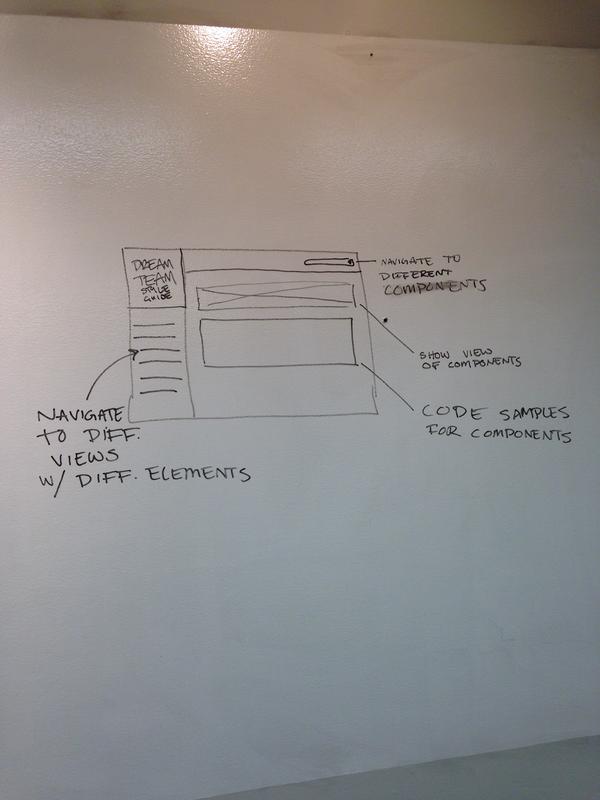 DREAM
TEAM
STYLE
GUIDE
NAVIGATE TO
DIFFERENT
COMPONENTS
SHOW VIEW
OF COMPONENTS
CODE SAMPLES
FOR COMPONENTS
NAVIGATE
TO DIFF.
VIEWS
W/ DIFF. ELEMENTS